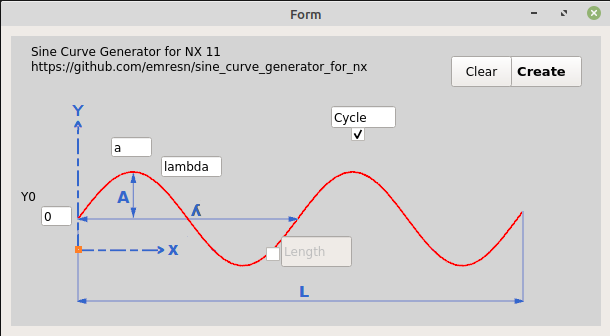 Form
Sine Curve Generator for NX 11
https://github.com/emresn/sine_curve_generator_for_nx
Clear
Create
Y
Cycle
a
lambda
Y0
A
λ
0
X
Length
L